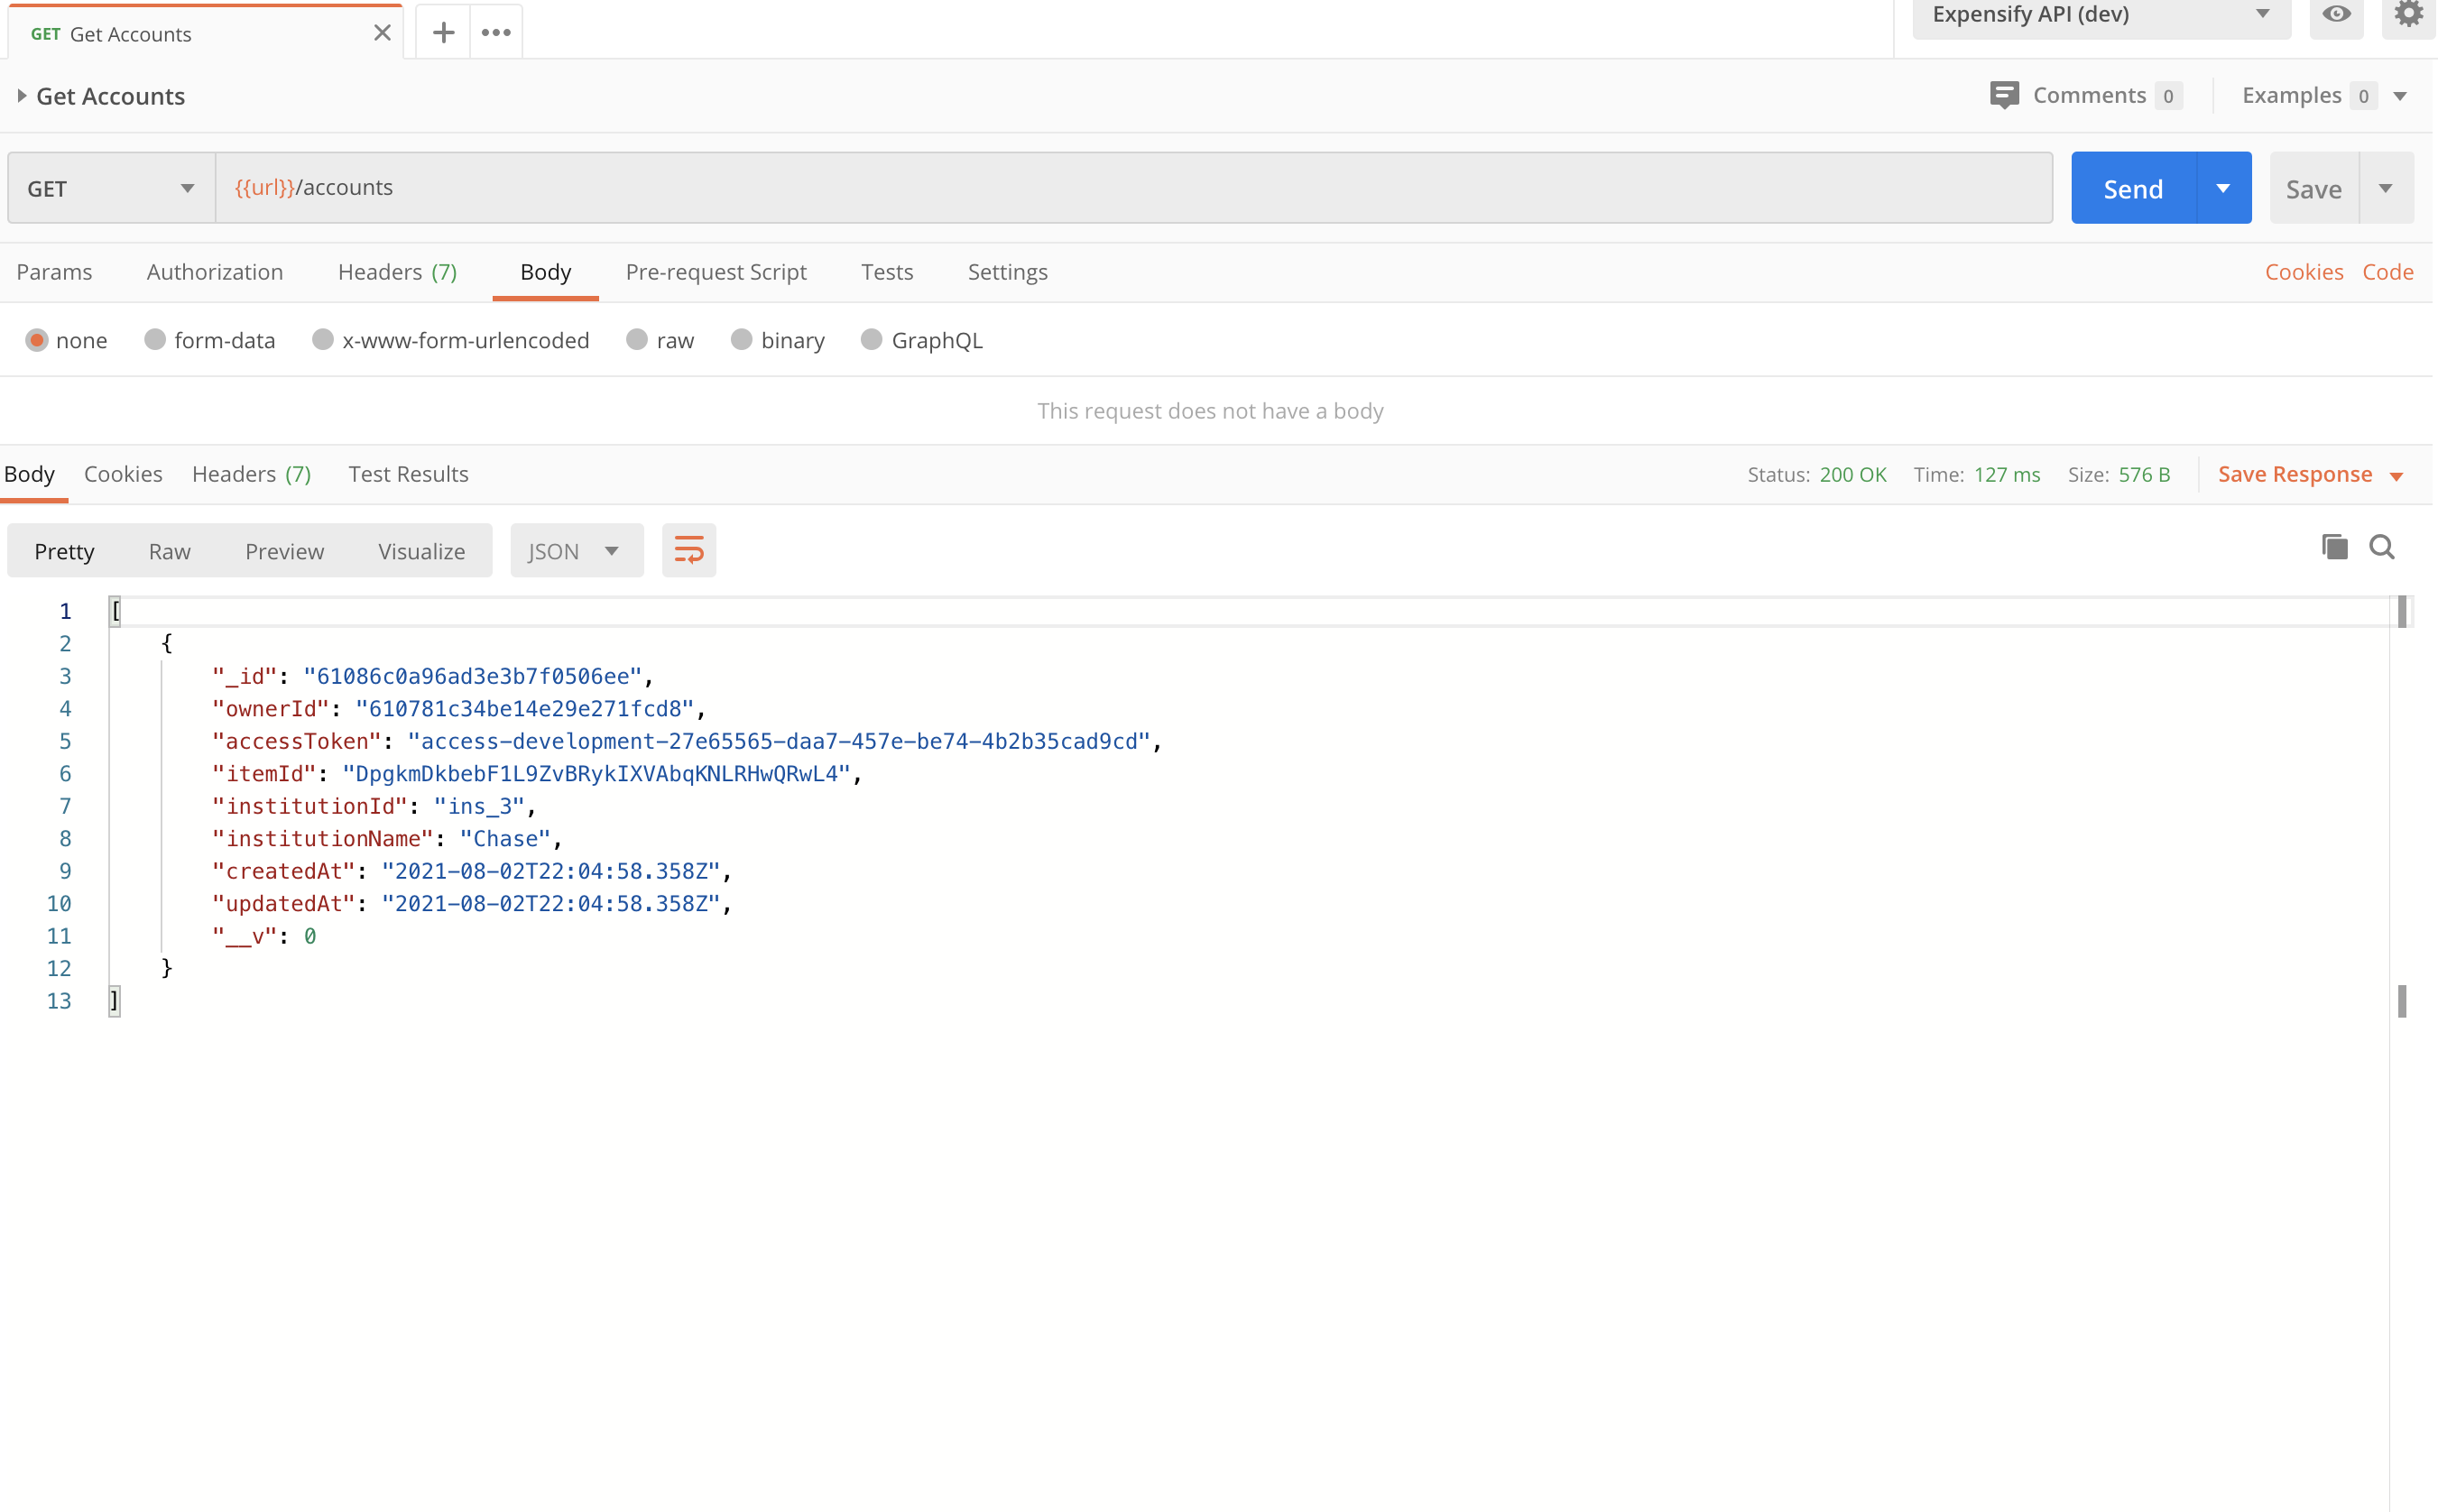 GET Get Accounts
Expensify API (dev)
Get Accounts
Comments 0
Examples 0
GET
{{url}}/accounts
Send
Save
Params Authorization Headers (7) Body Pre-request Script Tests Settings
Cookies Code
none form-data x-www-form-urlencoded raw binary GraphQL
This request does not have a body
Body Cookies Headers (7) Test Results
Status: 200 OK Time: 127 ms Size: 576 B Save Response
Pretty Raw Preview Visualize JSON
1 [
2 {
3 "_id": "61086c0a96ad3e3b7f0506ee",
4 "ownerId": "610781c34be14e29e271fcd8",
5 "accessToken": "access-development-27e65565-daa7-457e-be74-4b2b35cad9cd",
6 "itemId": "DpgkmDkbebF1L9ZvBRykIXVAbqKNLRHwQRwL4",
7 "institutionId": "ins_3",
8 "institutionName": "Chase",
9 "createdAt": "2021-08-02T22:04:58.358Z",
10 "updatedAt": "2021-08-02T22:04:58.358Z",
11 "__v": 0
12 }
13 ]